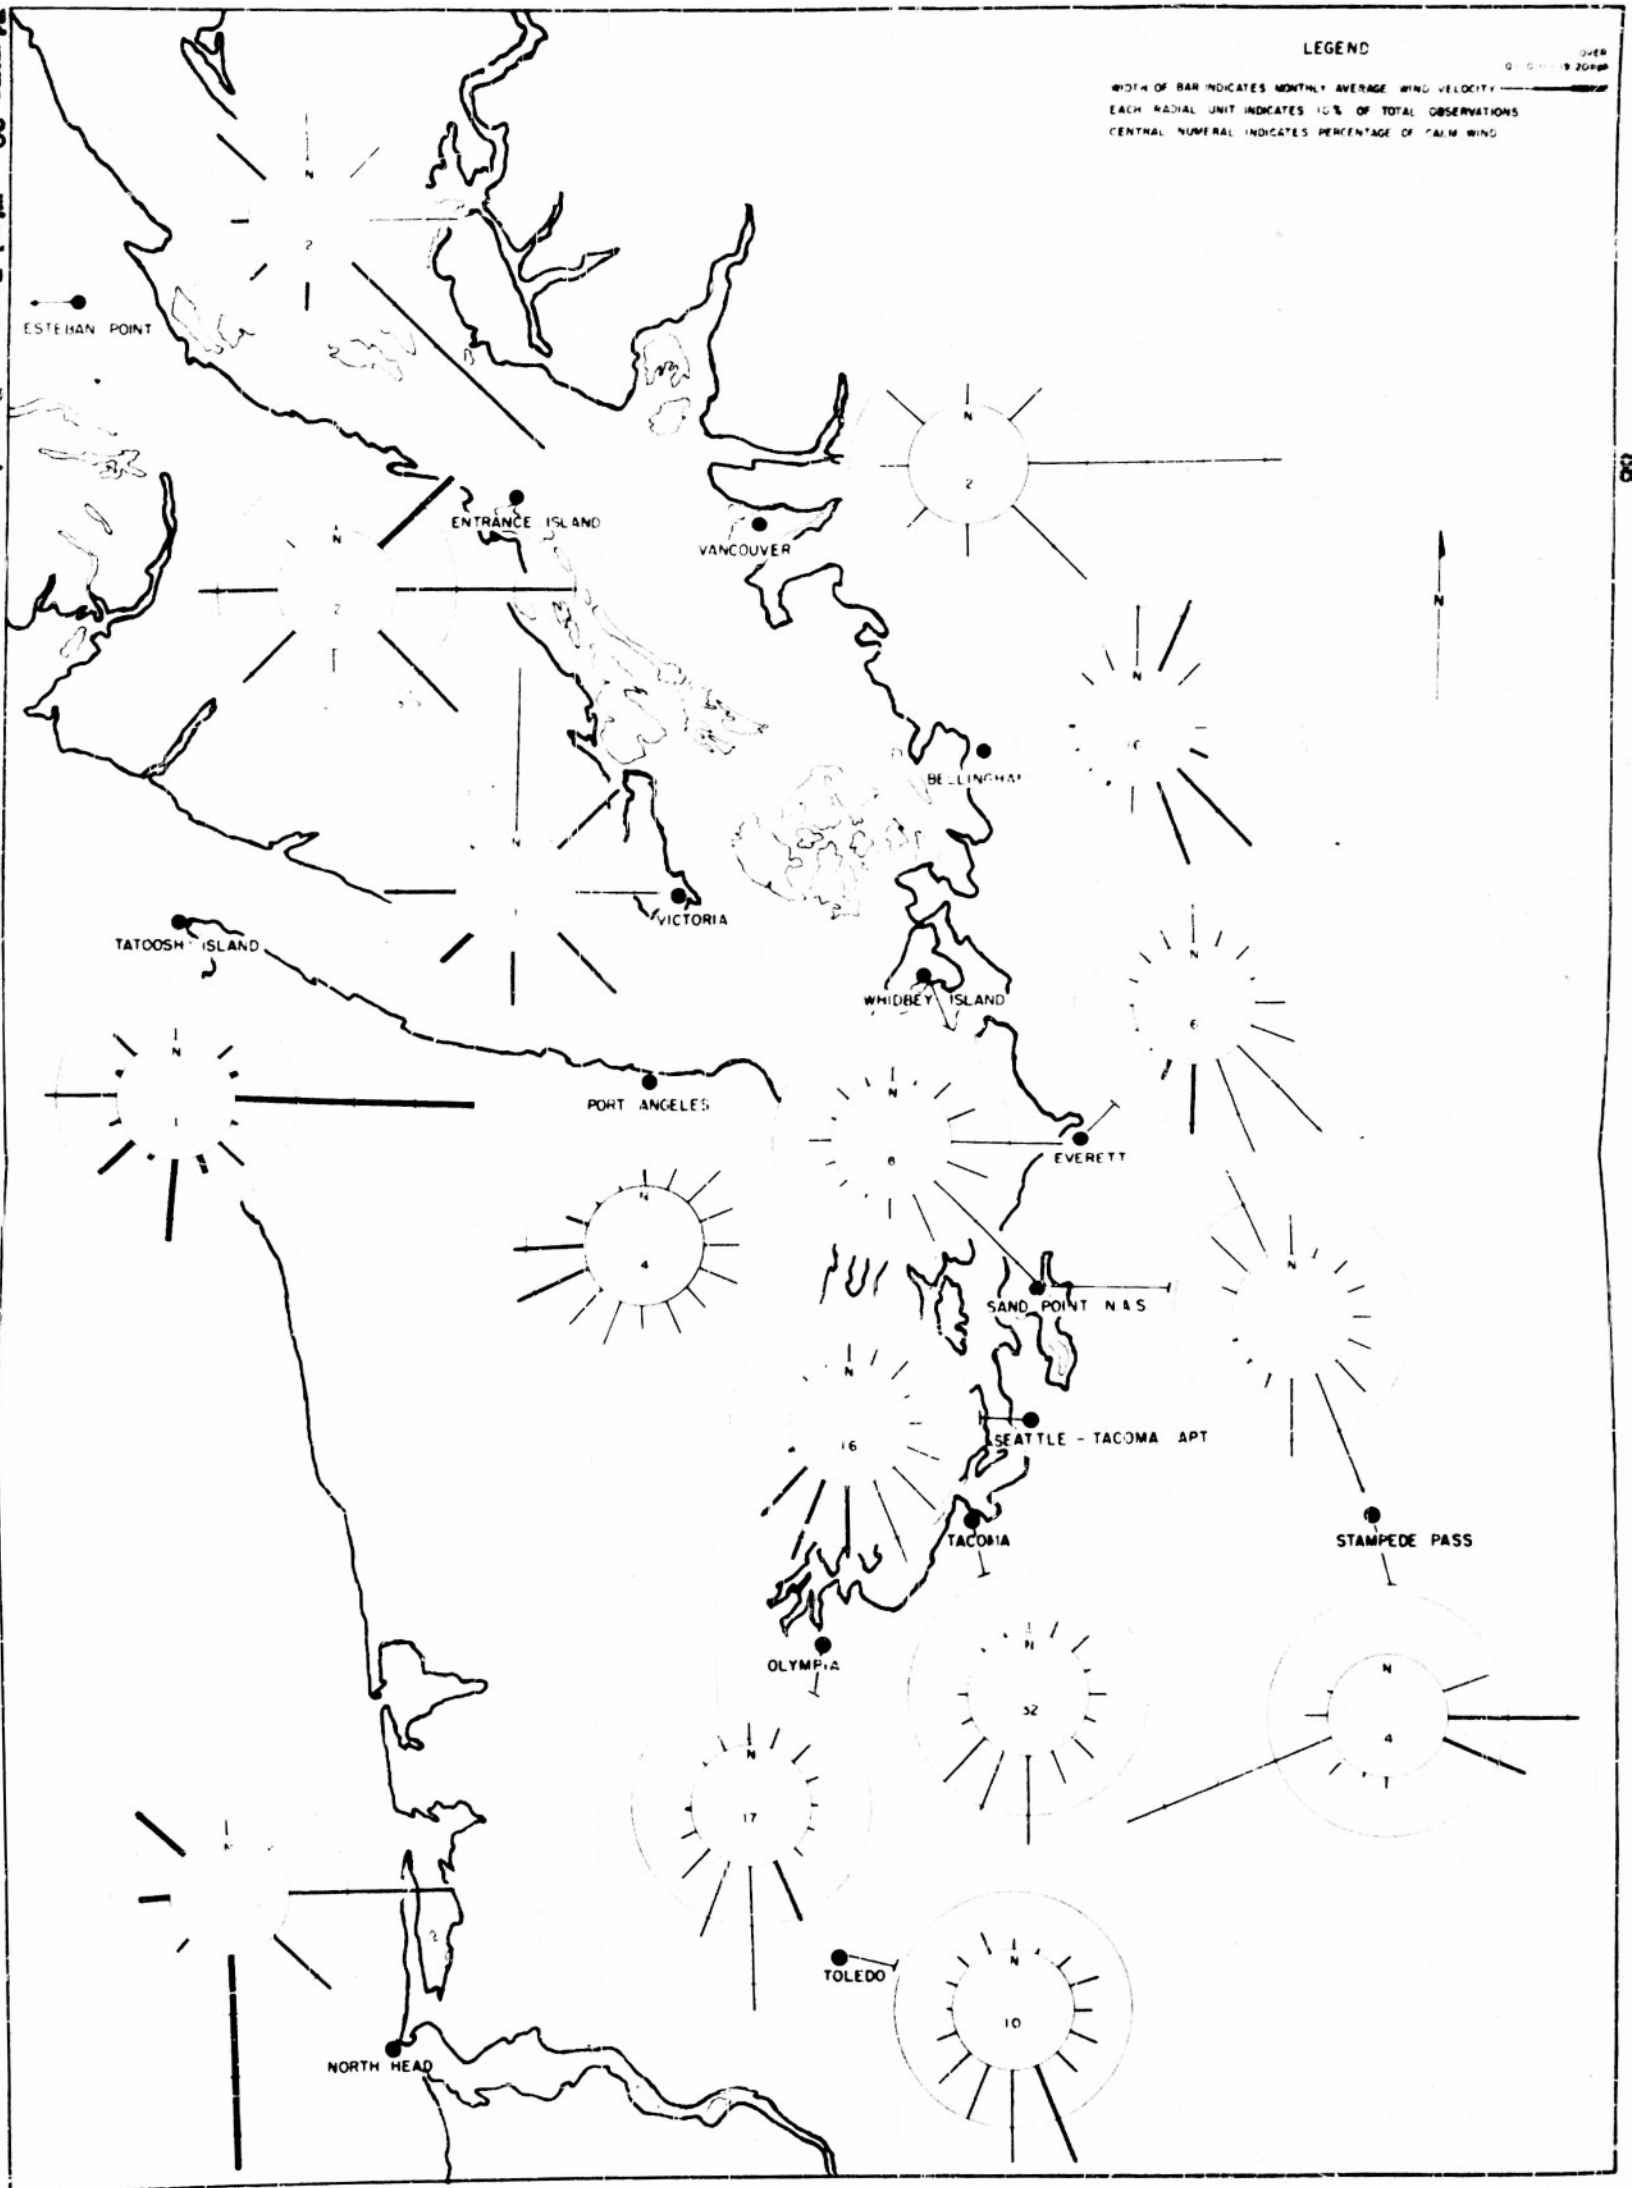 LEGEND
OVER
WIDTH OF BAR INDICATES MONTHLY AVERAGE WIND VELOCITY
EACH RADIAL UNIT INDICATES 10% OF TOTAL OBSERVATIONS
CENTRAL NUMERAL INDICATES PERCENTAGE OF CALM WIND
N
2
ESTEBAN POINT
N
2
ENTRANCE ISLAND
VANCOUVER
N
2
N
N
BELLINGHAM
N
VICTORIA
TATOOSH ISLAND
N
6
WHIDBEY ISLAND
N
1
PORT ANGELES
N
8
EVERETT
N
4
N
SAND POINT NAS
N
16
SEATTLE - TACOMA APT
TACOMA
STAMPEDE PASS
OLYMPIA
N
32
N
4
N
17
N
TOLEDO
N
10
NORTH HEAD